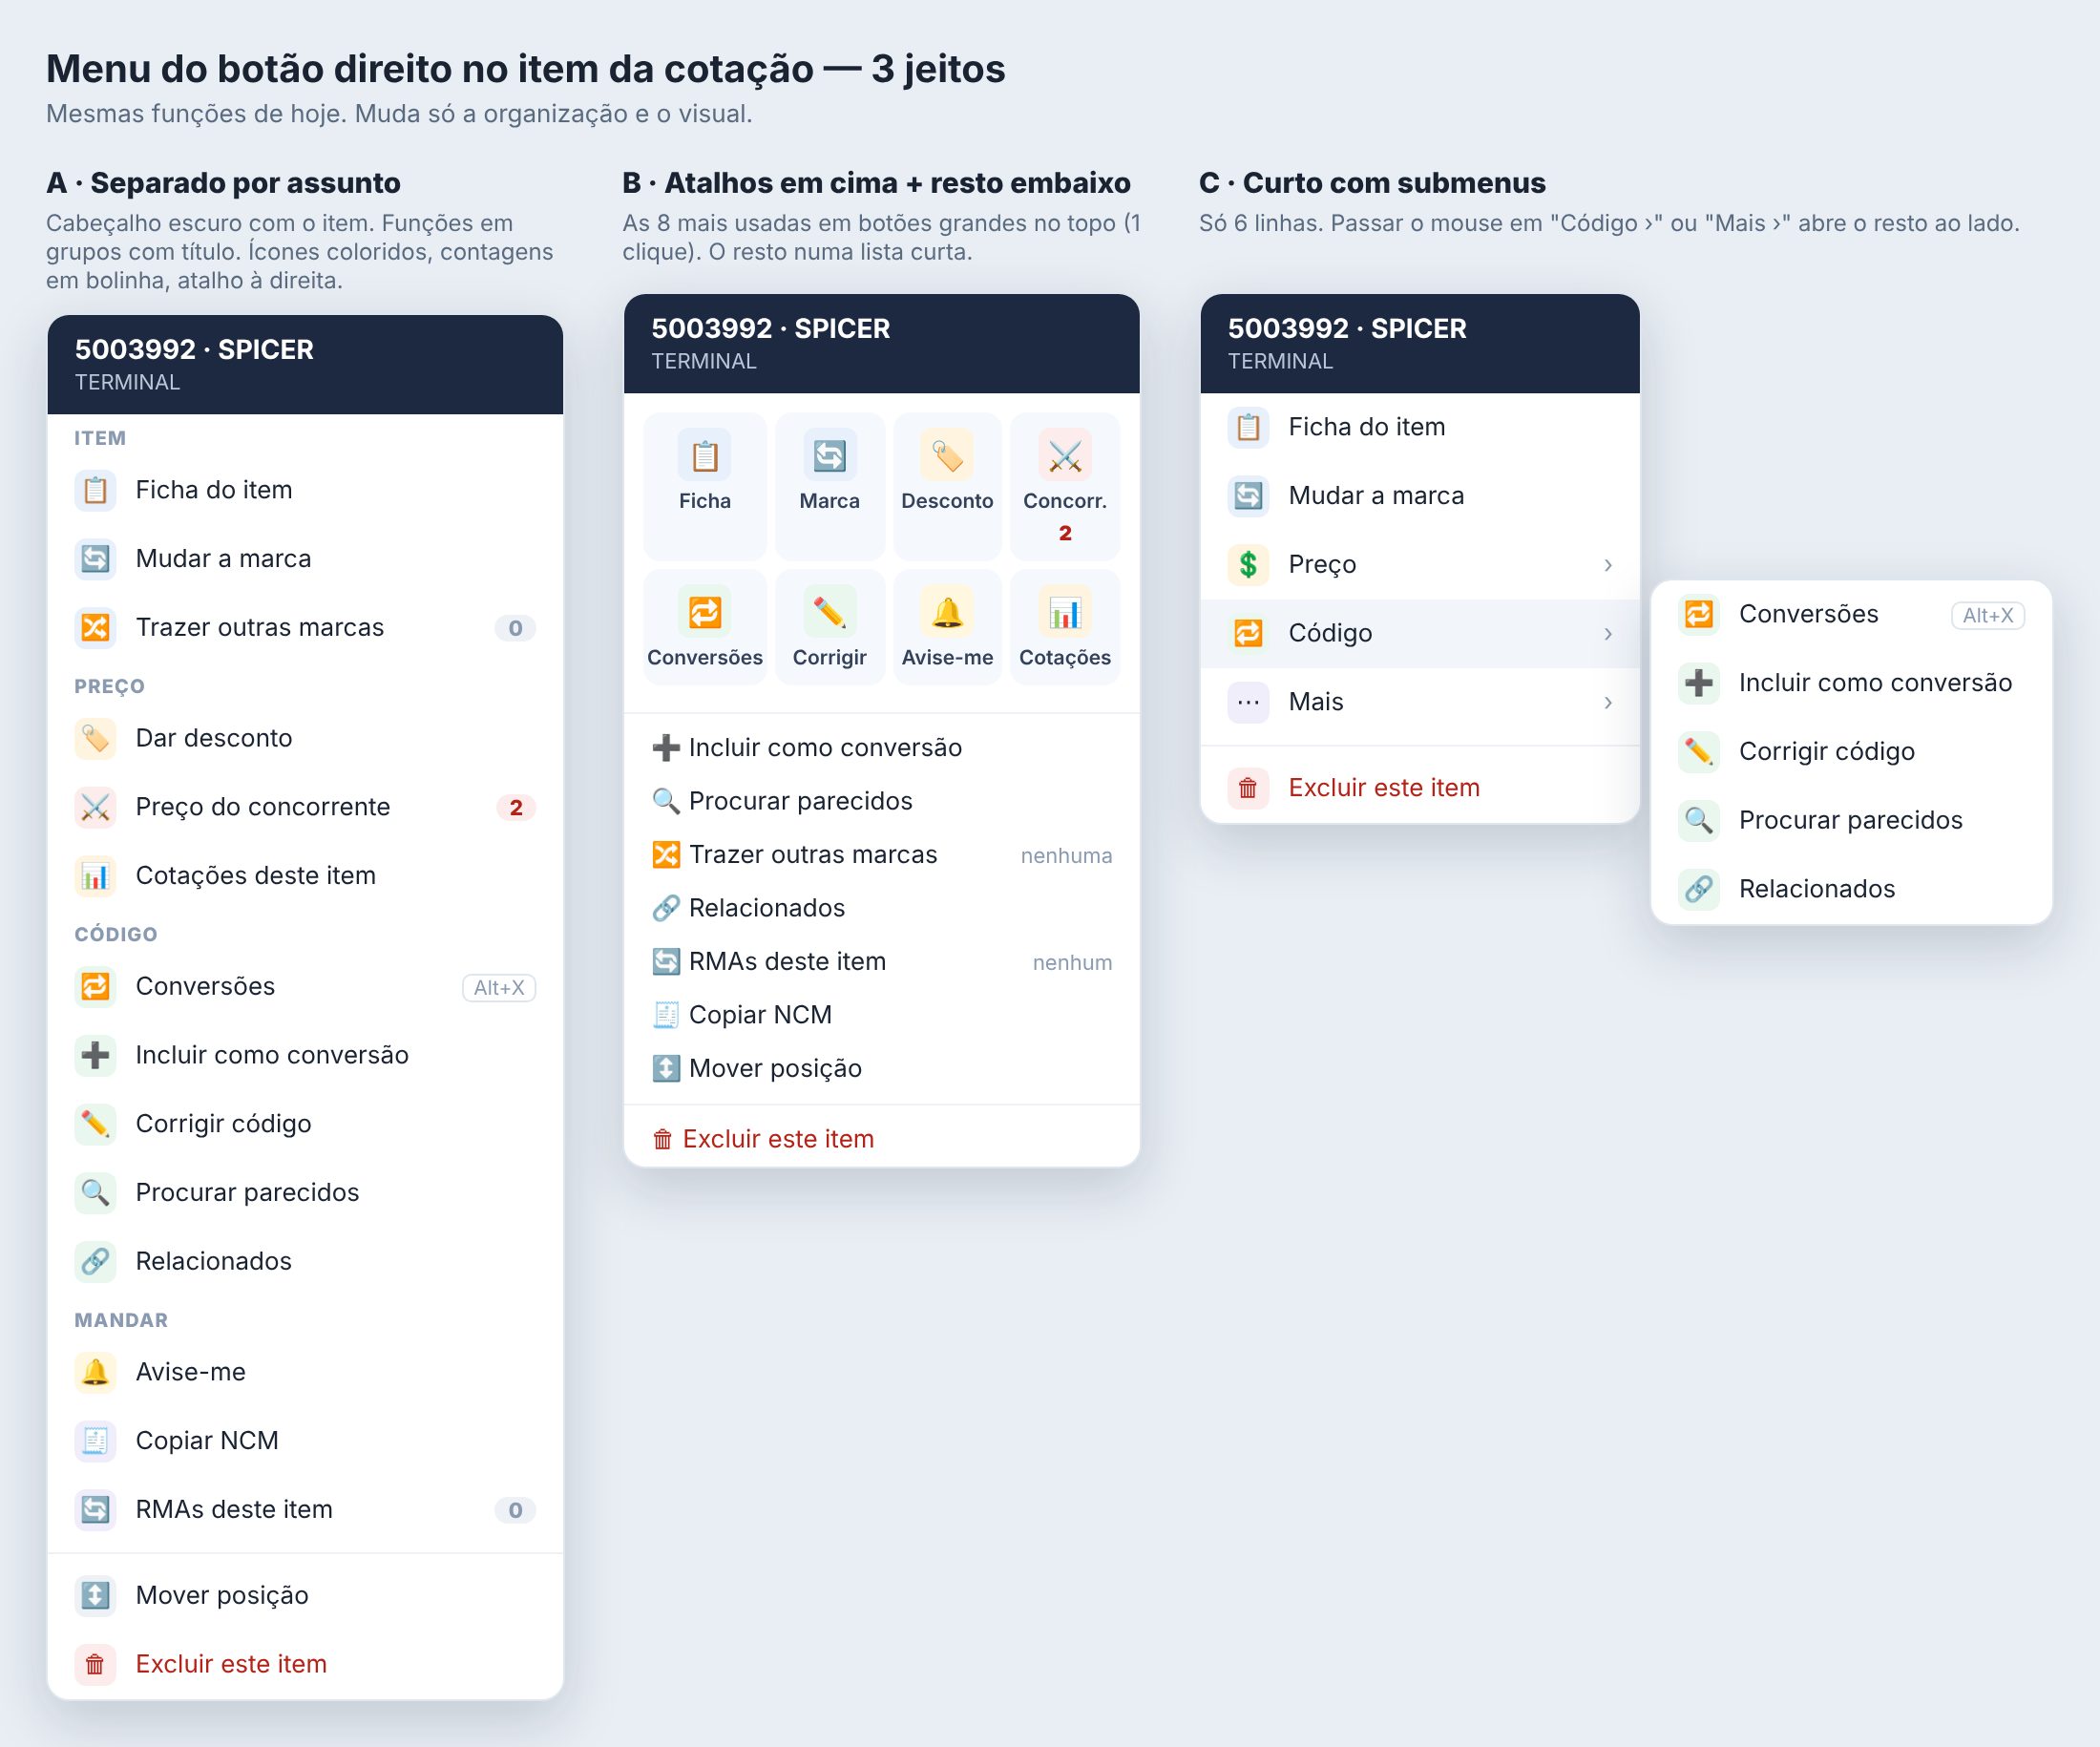 Menu do botão direito no item da cotação — 3 jeitos
Mesmas funções de hoje. Muda só a organização e o visual.
A · Separado por assunto
Cabeçalho escuro com o item. Funções em
grupos com título. Ícones coloridos, contagens
em bolinha, atalho à direita.
5003992 · SPICER
TERMINAL
ITEM
Ficha do item
Mudar a marca
Trazer outras marcas 0
PREÇO
Dar desconto
Preço do concorrente 2
Cotações deste item
CÓDIGO
Conversões Alt+X
Incluir como conversão
Corrigir código
Procurar parecidos
Relacionados
MANDAR
Avise-me
Copiar NCM
RMAs deste item 0
Mover posição
Excluir este item
B · Atalhos em cima + resto embaixo
As 8 mais usadas em botões grandes no topo (1
clique). O resto numa lista curta.
5003992 · SPICER
TERMINAL
Ficha Marca Desconto Concorr.
2
Conversões Corrigir Avise-me Cotações
Incluir como conversão
Procurar parecidos
Trazer outras marcas nenhuma
Relacionados
RMAs deste item nenhum
Copiar NCM
Mover posição
Excluir este item
C · Curto com submenus
Só 6 linhas. Passar o mouse em "Código ›" ou "Mais ›" abre o resto ao lado.
5003992 · SPICER
TERMINAL
Ficha do item
Mudar a marca
Preço ›
Código ›
Mais ›
Excluir este item
Conversões Alt+X
Incluir como conversão
Corrigir código
Procurar parecidos
Relacionados